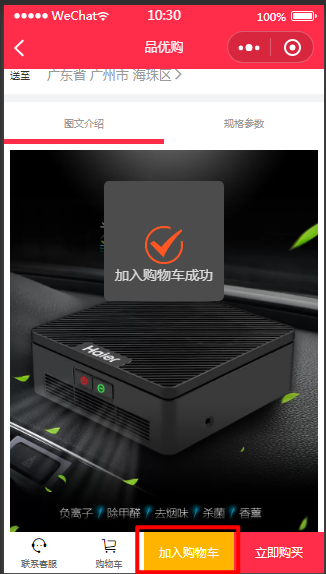 WeChat 10:30 100%
品优购
送至 广东省 广州市 海珠区
图文介绍 规格参数
加入购物车成功
Haier
负离子 除甲醛 去烟味 杀菌 香薰
联系客服 购物车 加入购物车 立即购买